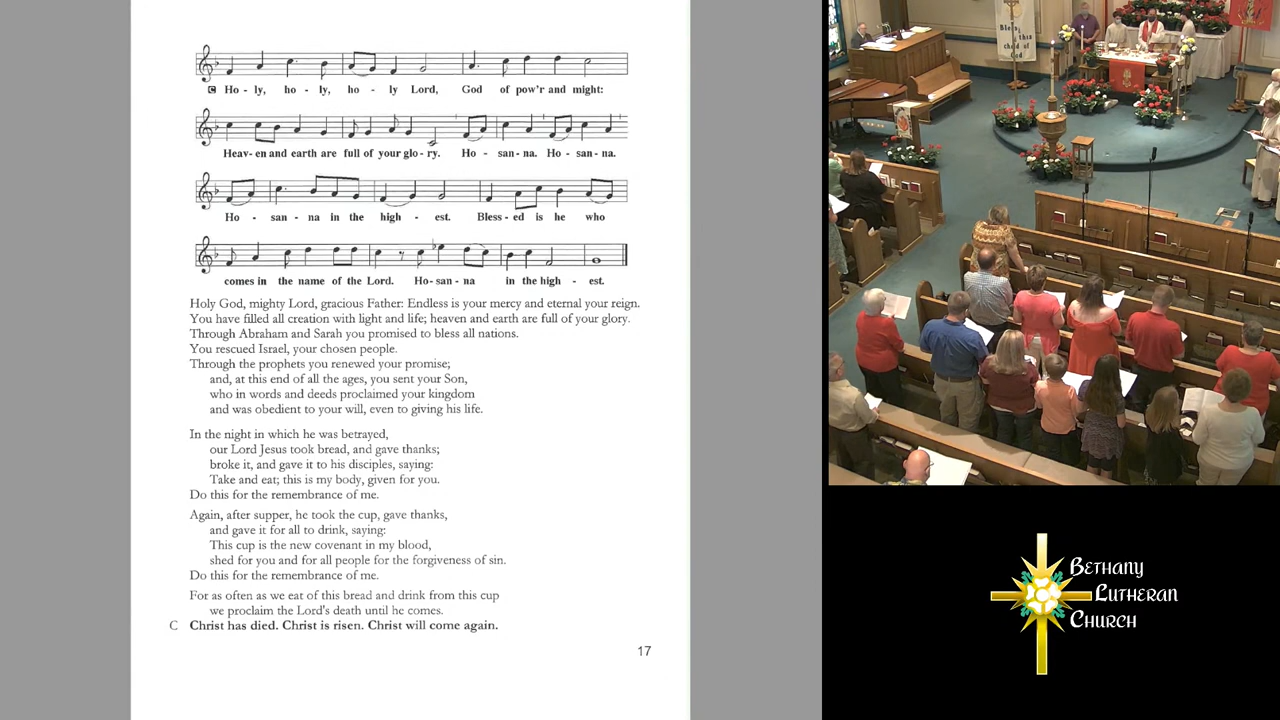 C Ho - ly, ho - ly, ho - ly Lord, God of pow'r and might:
Heav- en and earth are full of your glo - ry. Ho - san - na. Ho - san - na.
Ho - san - na in the high - est. Bless - ed is he who
comes in the name of the Lord. Ho - san - na in the high - est.
Holy God, mighty Lord, gracious Father: Endless is your mercy and eternal your reign.
You have filled all creation with light and life; heaven and earth are full of your glory.
Through Abraham and Sarah you promised to bless all nations.
You rescued Israel, your chosen people.
Through the prophets you renewed your promise;
and, at this end of all the ages, you sent your Son,
who in words and deeds proclaimed your kingdom
and was obedient to your will, even to giving his life.
In the night in which he was betrayed,
our Lord Jesus took bread, and gave thanks;
broke it, and gave it to his disciples, saying:
Take and eat; this is my body, given for you.
Do this for the remembrance of me.
Again, after supper, he took the cup, gave thanks,
and gave it for all to drink, saying:
This cup is the new covenant in my blood,
shed for you and for all people for the forgiveness of sin.
Do this for the remembrance of me.
For as often as we eat of this bread and drink from this cup
we proclaim the Lord's death until he comes.
C Christ has died. Christ is risen. Christ will come again.
17
Bless
this
child of
God
Bethany
Lutheran
Church